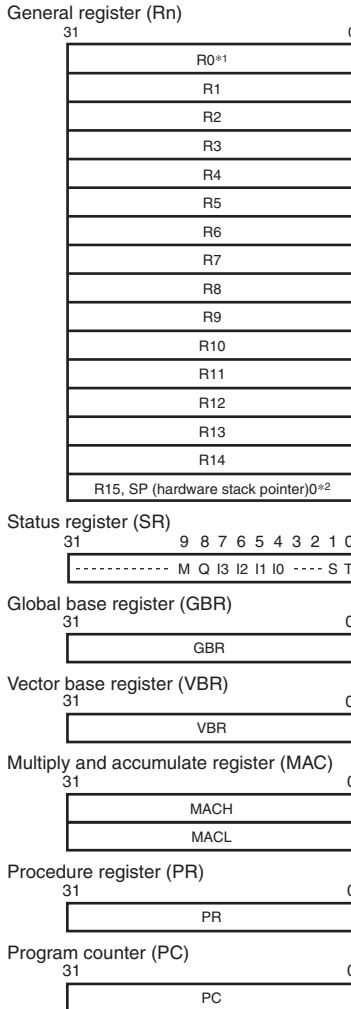 General register (Rn)
31 0
R0*1
R1
R2
R3
R4
R5
R6
R7
R8
R9
R10
R11
R12
R13
R14
R15, SP (hardware stack pointer)0*2
Status register (SR)
31 9 8 7 6 5 4 3 2 1 0
------------ M Q I3 I2 I1 I0 ---- S T
Global base register (GBR)
31 0
GBR
Vector base register (VBR)
31 0
VBR
Multiply and accumulate register (MAC)
31 0
MACH
MACL
Procedure register (PR)
31 0
PR
Program counter (PC)
31 0
PC